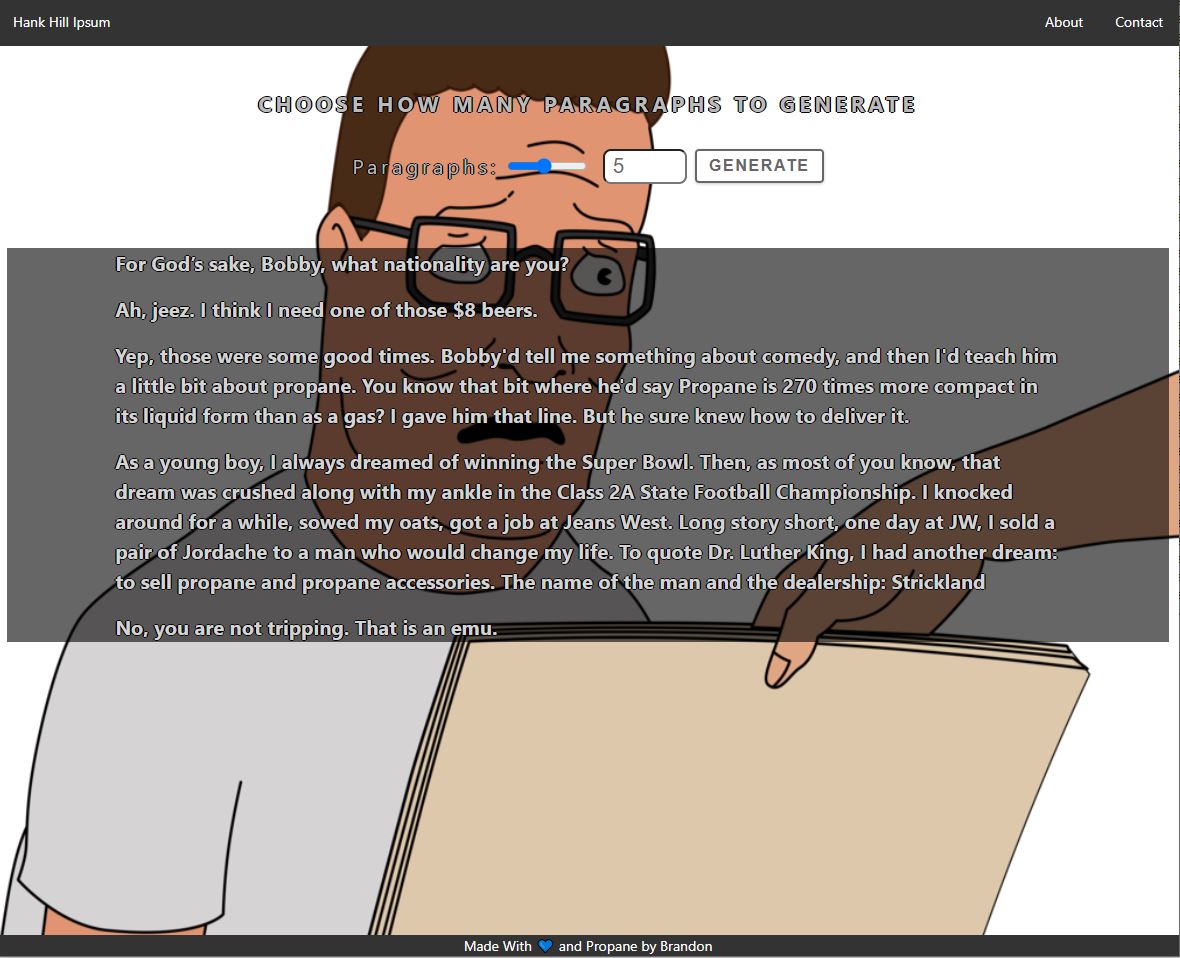 Hank Hill Ipsum
About
Contact
CHOOSE HOW MANY PARAGRAPHS TO GENERATE
Paragraphs:
5
GENERATE
For God’s sake, Bobby, what nationality are you?
Ah, jeez. I think I need one of those $8 beers.
Yep, those were some good times. Bobby'd tell me something about comedy, and then I'd teach him
a little bit about propane. You know that bit where he'd say Propane is 270 times more compact in
its liquid form than as a gas? I gave him that line. But he sure knew how to deliver it.
As a young boy, I always dreamed of winning the Super Bowl. Then, as most of you know, that
dream was crushed along with my ankle in the Class 2A State Football Championship. I knocked
around for a while, sowed my oats, got a job at Jeans West. Long story short, one day at JW, I sold a
pair of Jordache to a man who would change my life. To quote Dr. Luther King, I had another dream:
to sell propane and propane accessories. The name of the man and the dealership: Strickland
No, you are not tripping. That is an emu.
Made With 💙 and Propane by Brandon